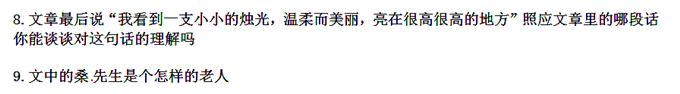 8. 文章最后说“我看到一支小小的烛光，温柔而美丽，亮在很高很高的地方”照应文章里的哪段话
你能谈谈对这句话的理解吗
9. 文中的桑.先生是个怎样的老人